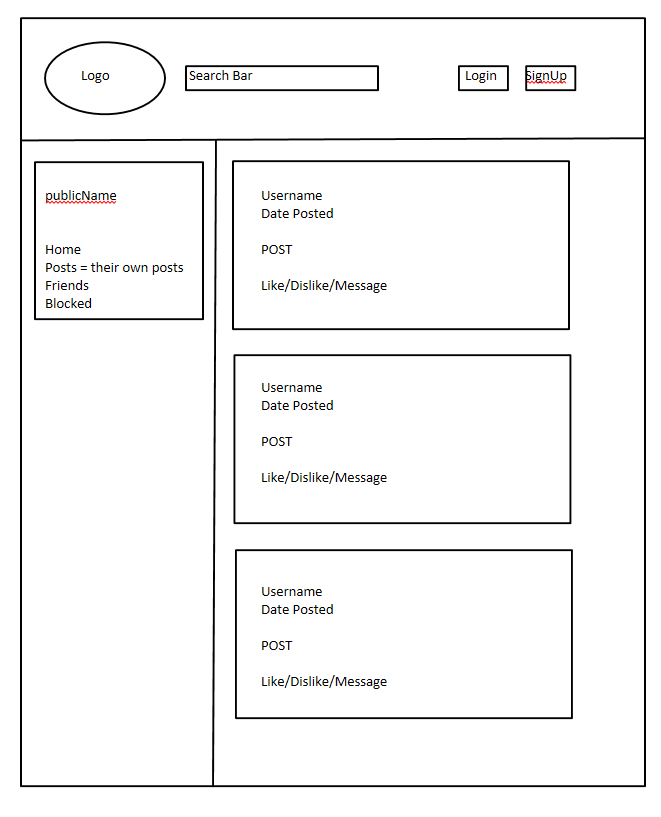 Logo
Search Bar
Login
SignUp
publicName
Home
Posts = their own posts
Friends
Blocked
Username
Date Posted
POST
Like/Dislike/Message
Username
Date Posted
POST
Like/Dislike/Message
Username
Date Posted
POST
Like/Dislike/Message